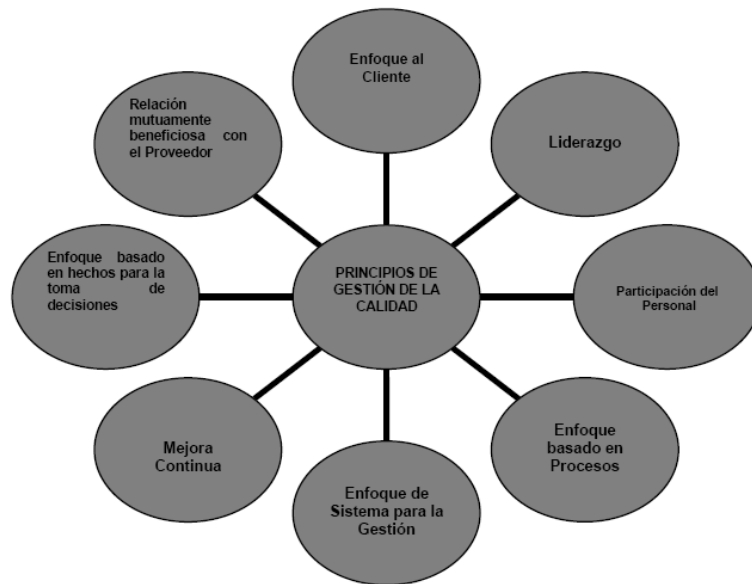 Enfoque al
Cliente
Liderazgo
Participación del
Personal
Enfoque
basado en
Procesos
Enfoque de
Sistema para la
Gestión
Mejora
Continua
Enfoque basado
en hechos para la
toma de
decisiones
Relación
mutuamente
beneficiosa con
el Proveedor
PRINCIPIOS DE
GESTIÓN DE LA
CALIDAD